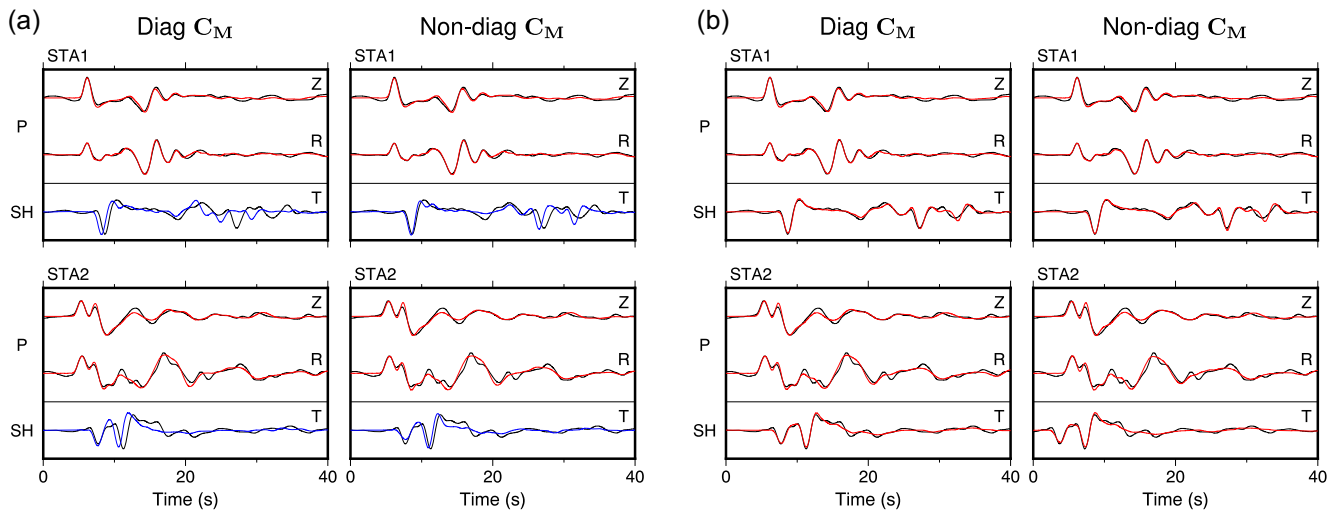 (a)
Diag C_M
Non-diag C_M
STA1
STA1
P
Z
Z
R
R
SH
T
T
STA2
STA2
P
Z
Z
R
R
SH
T
T
0 20 40
0 20 40
Time (s)
Time (s)
(b)
Diag C_M
Non-diag C_M
STA1
STA1
P
Z
Z
R
R
SH
T
T
STA2
STA2
P
Z
Z
R
R
SH
T
T
0 20 40
0 20 40
Time (s)
Time (s)